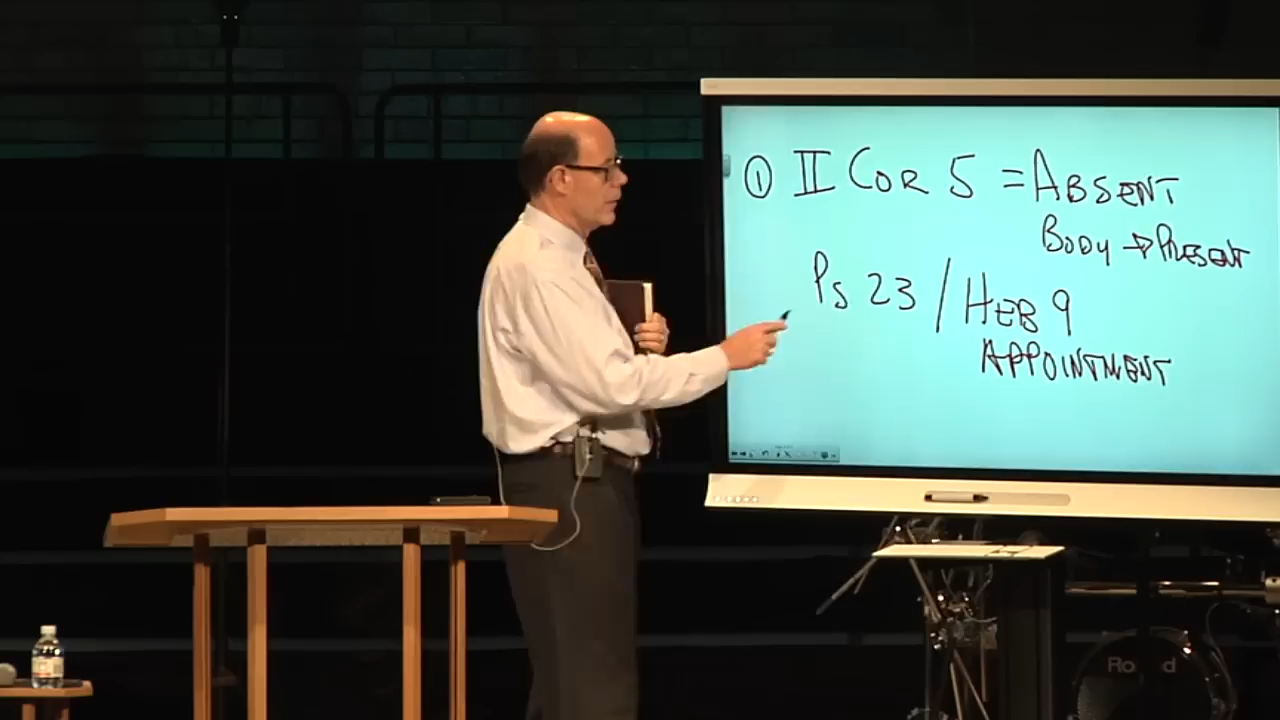 ① II COR 5 = ABSENT
BODY → PRESENT
Ps 23 / HEB 9
APPOINTMENT